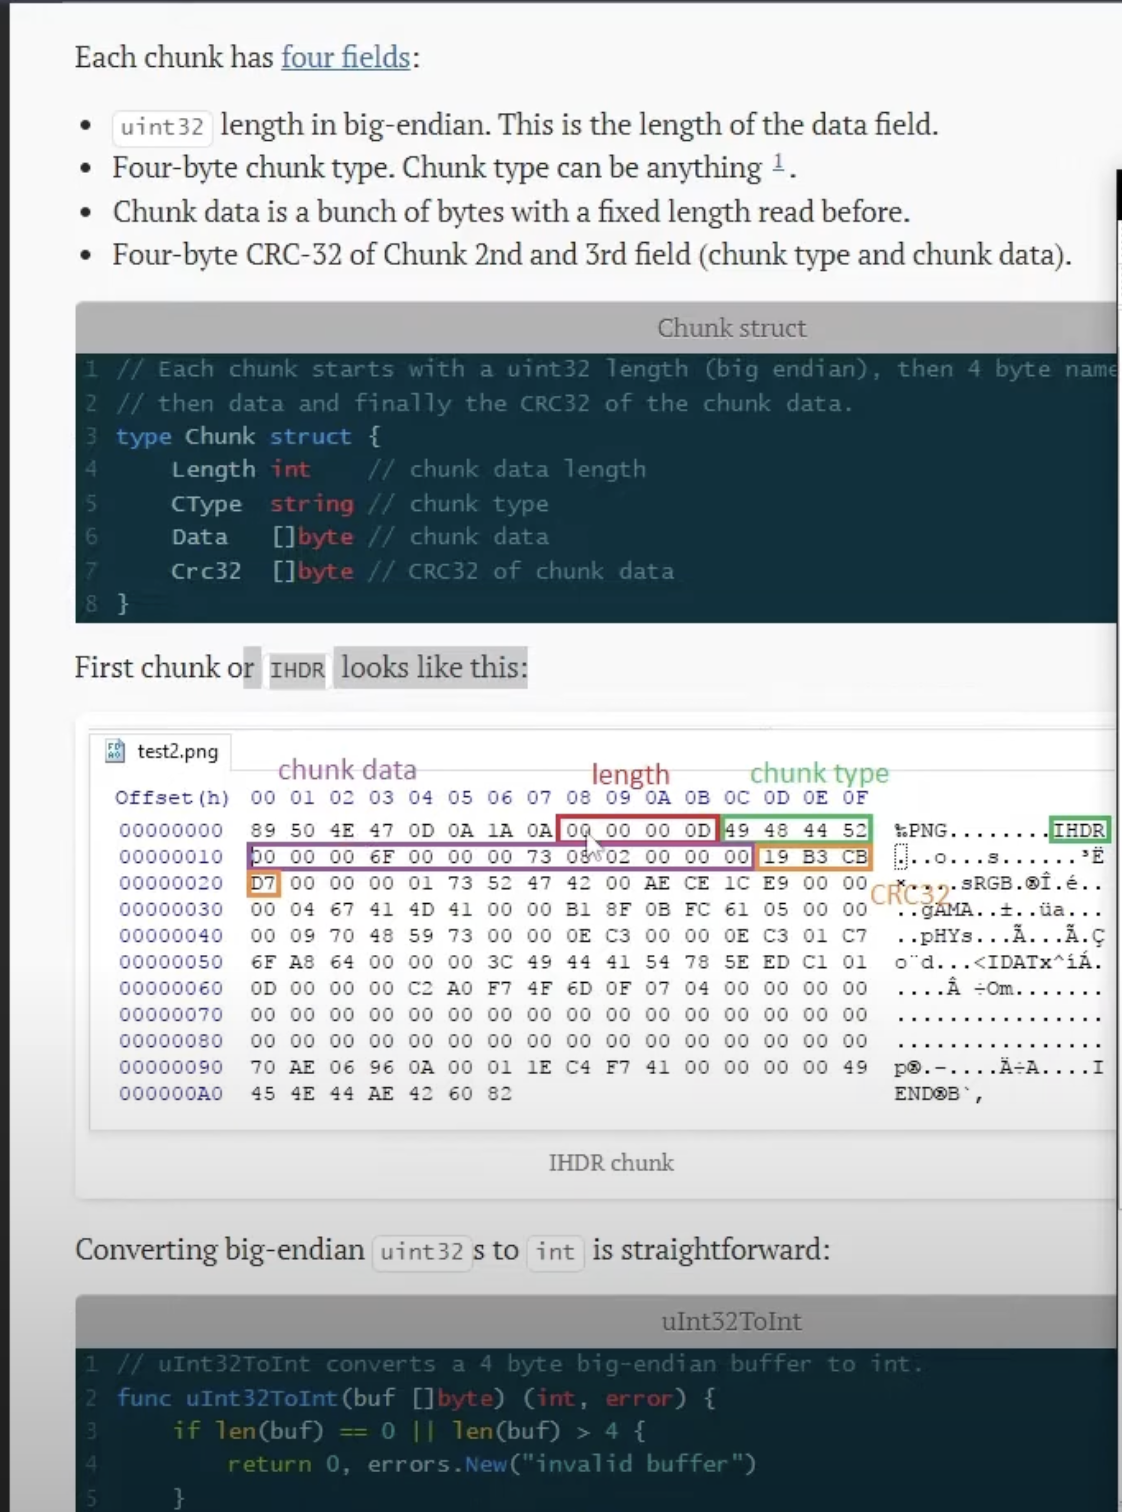 Each chunk has four fields:
• uint32 length in big-endian. This is the length of the data field.
• Four-byte chunk type. Chunk type can be anything 1.
• Chunk data is a bunch of bytes with a fixed length read before.
• Four-byte CRC-32 of Chunk 2nd and 3rd field (chunk type and chunk data).
Chunk struct
1 // Each chunk starts with a uint32 length (big endian), then 4 byte name
2 // then data and finally the CRC32 of the chunk data.
3 type Chunk struct {
4     Length int    // chunk data length
5     CType  string // chunk type
6     Data   []byte // chunk data
7     Crc32  []byte // CRC32 of chunk data
8 }
First chunk or IHDR looks like this:
test2.png
chunk data length chunk type
Offset(h) 00 01 02 03 04 05 06 07 08 09 0A 0B 0C 0D 0E 0F
00000000 89 50 4E 47 0D 0A 1A 0A 00 00 00 0D 49 48 44 52 ‰PNG........IHDR
00000010 00 00 00 6F 00 00 00 73 08 02 00 00 00 19 B3 CB ...o...s......³Ë
00000020 D7 00 00 00 01 73 52 47 42 00 AE CE 1C E9 00 00 ×....sRGB.®Î.é..
CRC32
00000030 00 04 67 41 4D 41 00 00 B1 8F 0B FC 61 05 00 00 ..gAMA..±..üa...
00000040 00 09 70 48 59 73 00 00 0E C3 00 00 0E C3 01 C7 ..pHYs...Ã...Ã.Ç
00000050 6F A8 64 00 00 00 3C 49 44 41 54 78 5E ED C1 01 o¨d...<IDATx^íÁ.
00000060 0D 00 00 00 C2 A0 F7 4F 6D 0F 07 04 00 00 00 00 ....Â ÷Om.......
00000070 00 00 00 00 00 00 00 00 00 00 00 00 00 00 00 00 ................
00000080 00 00 00 00 00 00 00 00 00 00 00 00 00 00 00 00 ................
00000090 70 AE 06 96 0A 00 01 1E C4 F7 41 00 00 00 00 49 p®.–....Ä÷A....I
000000A0 45 4E 44 AE 42 60 82 END®B`‚
IHDR chunk
Converting big-endian uint32s to int is straightforward:
uInt32ToInt
1 // uInt32ToInt converts a 4 byte big-endian buffer to int.
2 func uInt32ToInt(buf []byte) (int, error) {
3     if len(buf) == 0 || len(buf) > 4 {
4         return 0, errors.New("invalid buffer")
5     }